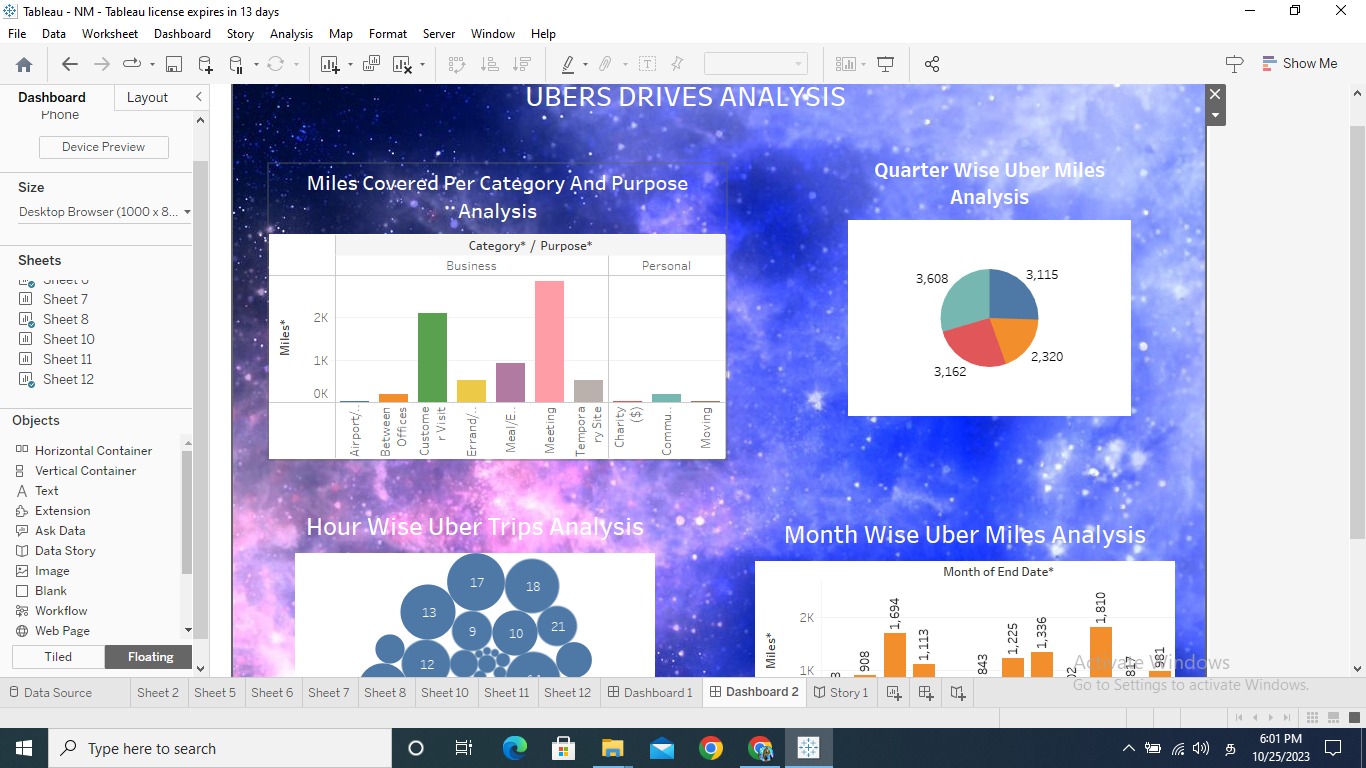 Tableau - NM - Tableau license expires in 13 days
File Data Worksheet Dashboard Story Analysis Map Format Server Window Help
Show Me
Dashboard Layout
Phone
Device Preview
Size
Desktop Browser (1000 x 8...
Sheets
Sheet 6
Sheet 7
Sheet 8
Sheet 10
Sheet 11
Sheet 12
Objects
Horizontal Container
Vertical Container
Text
Extension
Ask Data
Data Story
Image
Blank
Workflow
Web Page
Tiled Floating
UBERS DRIVES ANALYSIS
Miles Covered Per Category And Purpose
Analysis
Category* / Purpose*
Business Personal
Miles*
2K
1K
0K
Airport/..
Between
Offices
Custome
r Visit
Errand/..
Meal/E..
Meeting
Tempora
ry Site
Charity
($)
Commu..
Moving
Quarter Wise Uber Miles
Analysis
3,608
3,115
2,320
3,162
Hour Wise Uber Trips Analysis
17
18
13
9
10
21
12
Month Wise Uber Miles Analysis
Month of End Date*
Miles*
2K
1K
908
1,694
1,113
843
1,225
1,336
1,810
817
981
Activate Windows
Go to Settings to activate Windows.
Data Source Sheet 2 Sheet 5 Sheet 6 Sheet 7 Sheet 8 Sheet 10 Sheet 11 Sheet 12 Dashboard 1 Dashboard 2 Story 1
Type here to search
6:01 PM
10/25/2023